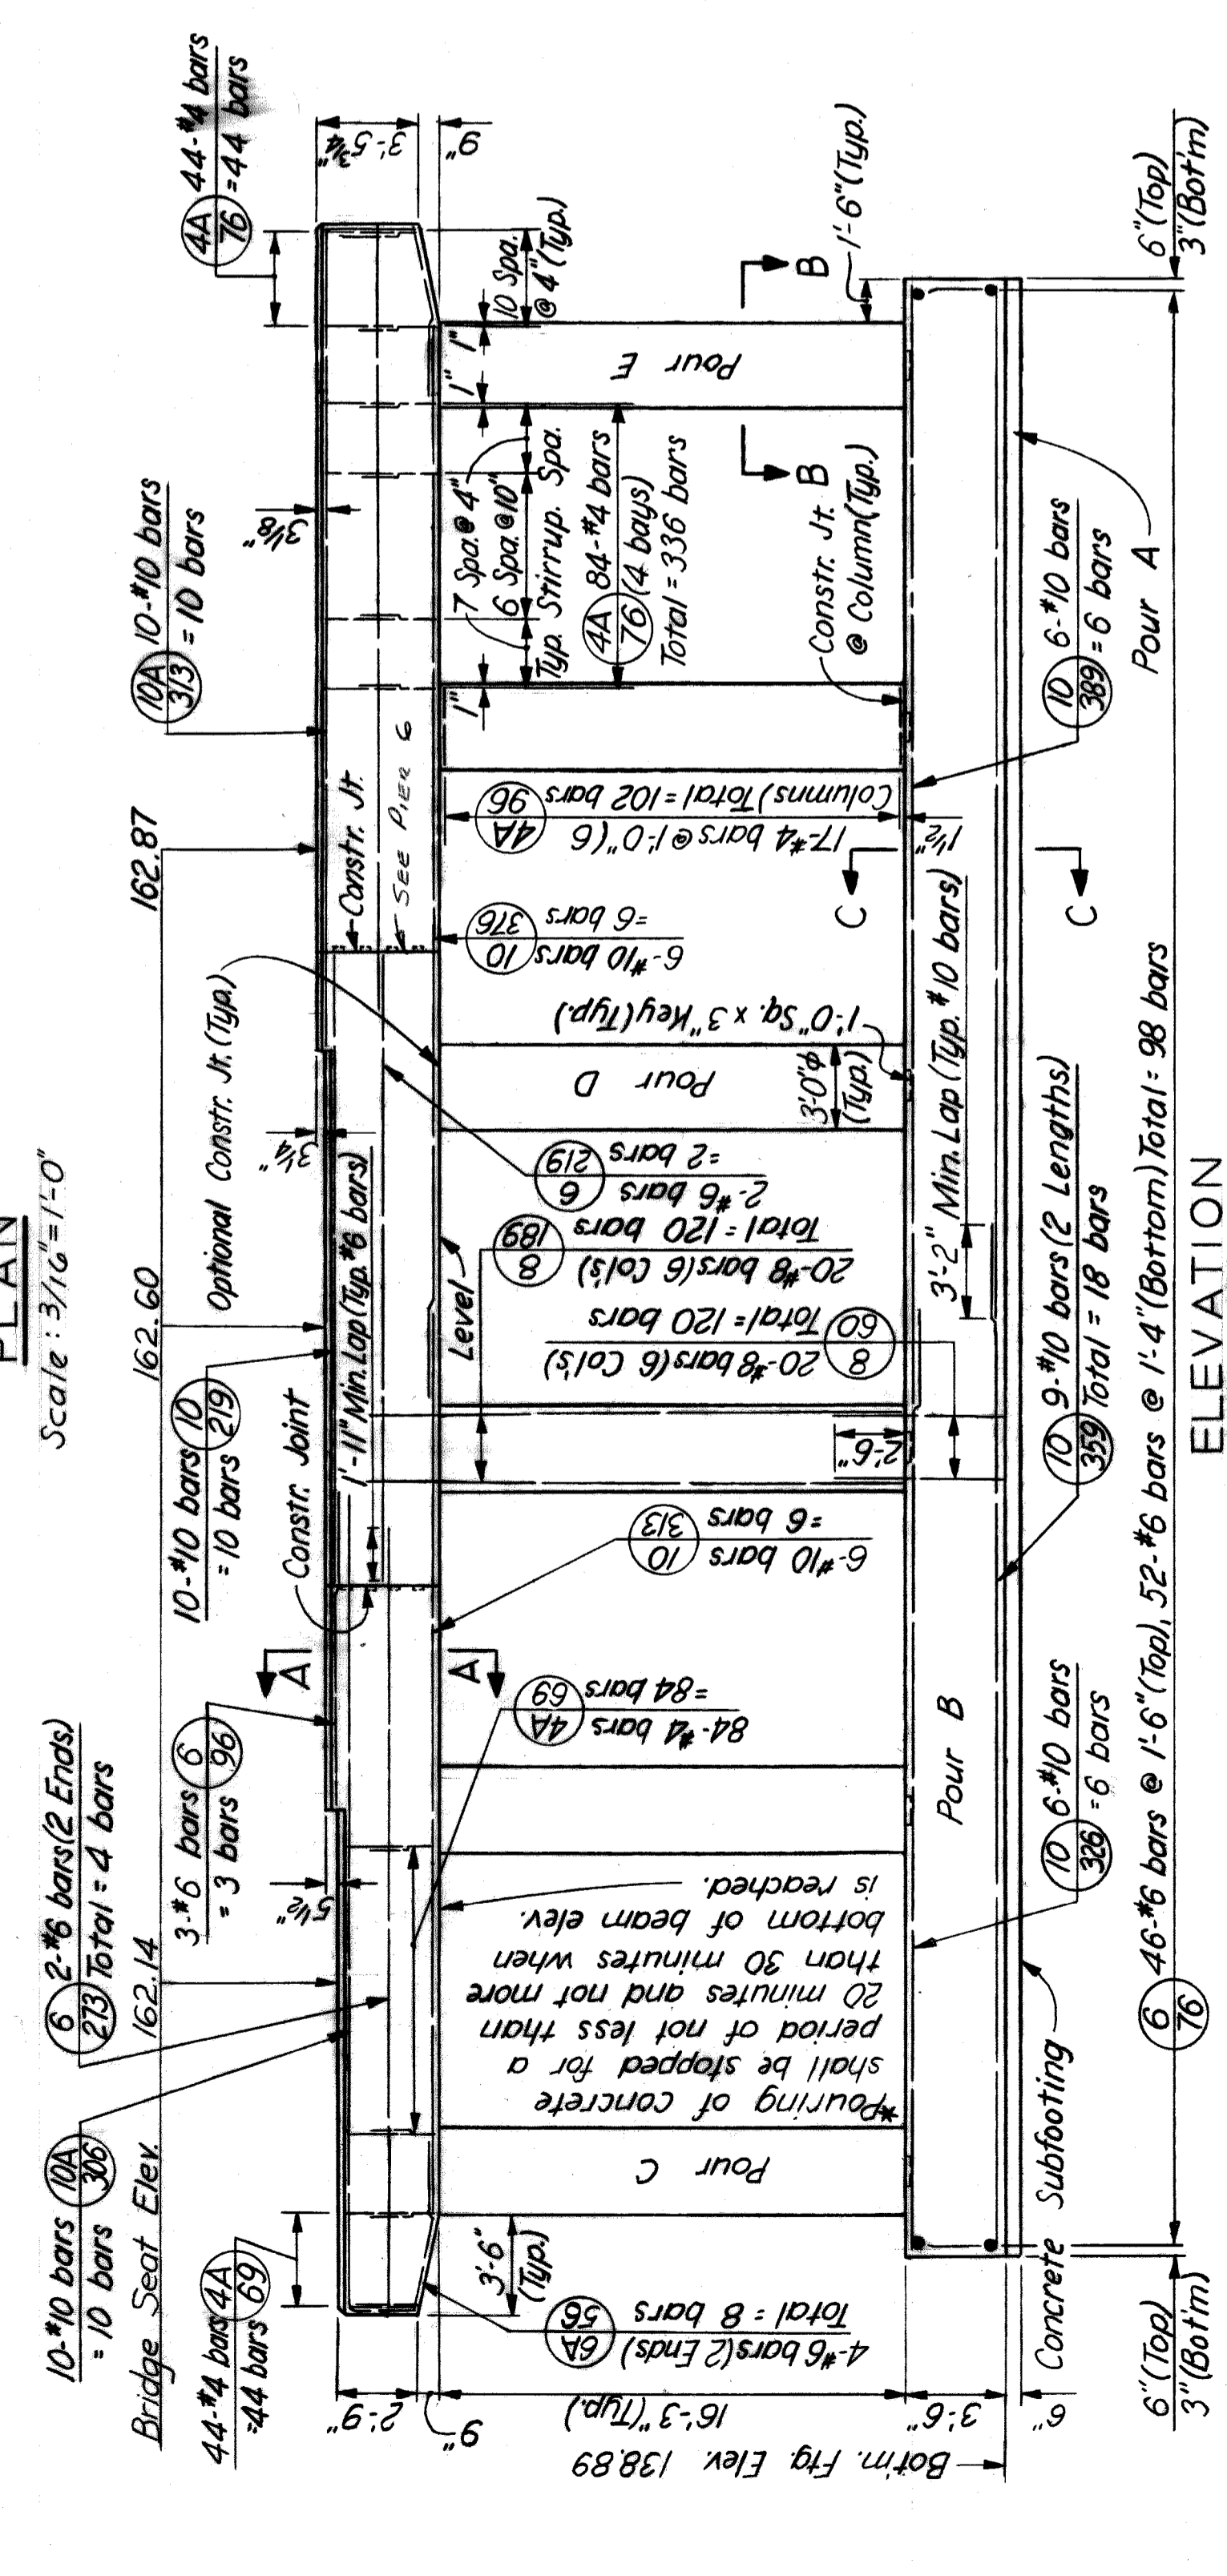 PLAN
Scale: 3/16"=1'-0"
10-#10 bars 10A
= 10 bars 306
6 2-#6 bars(2 Ends)
273 Total = 4 bars
3-#6 bars 6
= 3 bars 96
10-#10 bars 10
= 10 bars 219
10A 10-#10 bars
313 = 10 bars
4A 44-#4 bars
76 =44 bars
Bridge Seat Elev.
162.14
162.60
162.87
44-#4 bars 4A
=44 bars 69
5 1/2"
Constr. Joint
Optional Constr. Jt.(Typ.)
3 1/4"
3 1/8"
3'-5 3/4"
9"
A
A
1'-11" Min.Lap(Typ.#6 bars)
Constr. Jt.
SEE PIER 6
2'-9"
9"
3'-6"
(Typ.)
4-#6 bars(2 Ends) 6A
Total = 8 bars 56
84-#4 bars 4A
=84 bars 69
6-#10 bars 10
=6 bars 313
Level
2-#6 bars 6
=2 bars 219
20-#8 bars(6 Col's) 8
Total = 120 bars 189
20-#8 bars(6 Col's) 8
Total = 120 bars 60
6-#10 bars 10
=6 bars 376
17-#4 bars @ 1'-0"(6 4A
Columns) Total = 102 bars 96
1"
1"
1"
10 Spa.
@ 4"(Typ.)
7 Spa.@ 4"
6 Spa.@10"
Typ. Stirrup. Spa.
4A 84-#4 bars
76 (4 bays)
Total = 336 bars
Constr. Jt.
@ Column(Typ.)
B
B
1'-6"(Typ.)
*Pouring of concrete
shall be stopped for a
period of not less than
20 minutes and not more
than 30 minutes when
bottom of beam elev.
is reached.
Pour C
Pour D
Pour E
1'-0"Sq. x 3" Key(Typ.)
3'-0"ϕ
(Typ.)
2'-6"
3'-2" Min.Lap(Typ.#10 bars)
C
C
1 1/2"
16'-3"(Typ.)
3'-6"
6"
Bot'm. Ftg. Elev. 138.89
Pour B
Pour A
Concrete Subfooting
10 6-#10 bars
326 =6 bars
10 9-#10 bars(2 Lengths)
359 Total = 18 bars
10 6-#10 bars
389 = 6 bars
6"(Top)
3"(Bot'm)
6 46-#6 bars @ 1'-6"(Top), 52-#6 bars @ 1'-4"(Bottom) Total = 98 bars
76
6"(Top)
3"(Bot'm)
ELEVATION